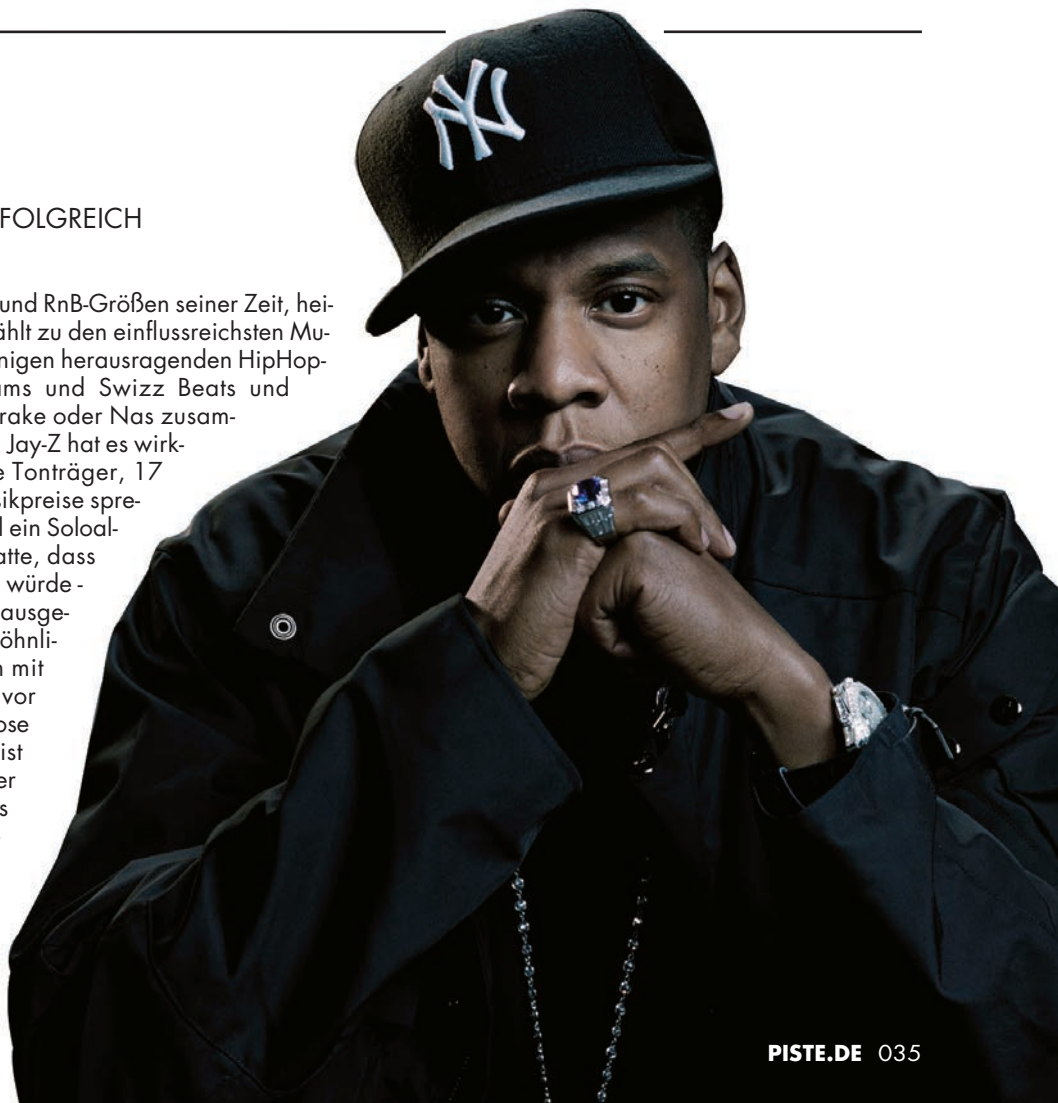 NY
FOLGREICH
und RnB-Größen seiner Zeit, hei-
ählt zu den einflussreichsten Mu-
nigen herausragenden HipHop-
ams und Swizz Beats und
rake oder Nas zusam-
Jay-Z hat es wirk-
e Tonträger, 17
sikpreise spre-
l ein Soloal-
atte, dass
würde -
ausge-
öhnli-
n mit
vor
ose
ist
er
s
-
PISTE.DE 035